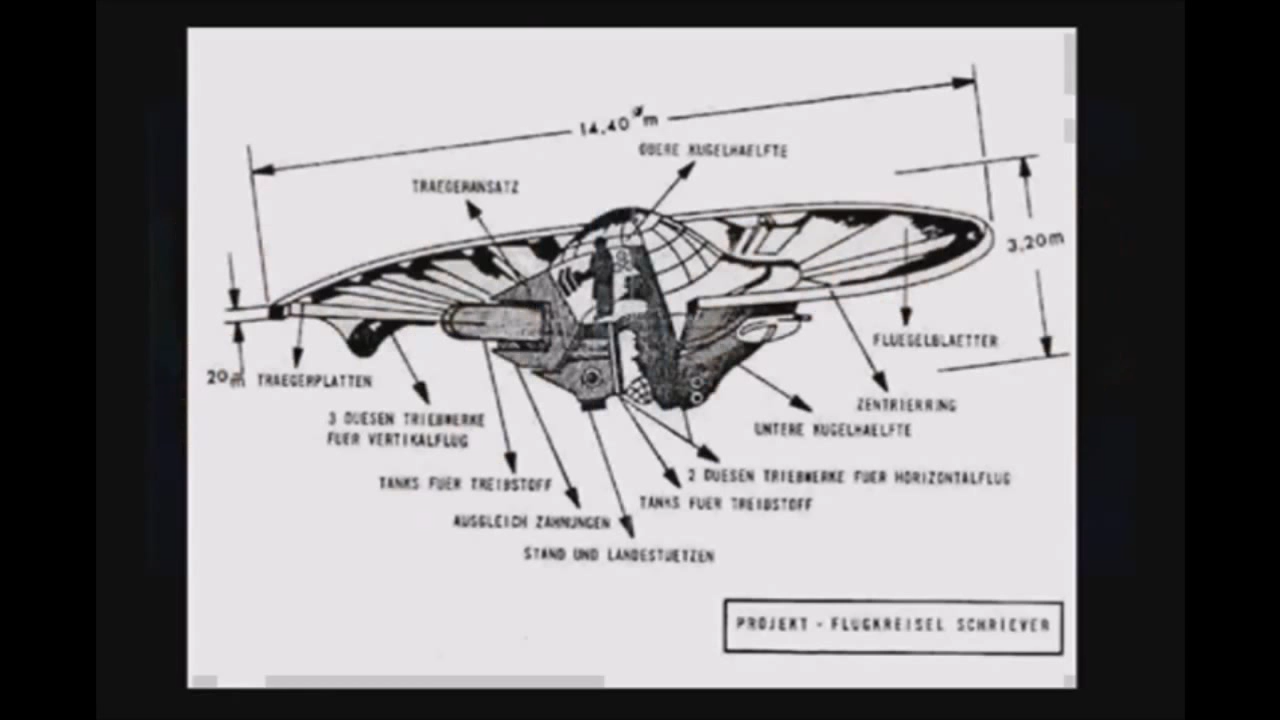 14,40 m
OBERE KUGELHAELFTE
TRAEGERANSATZ
3,20m
FLUEGELBLAETTER
20m TRAEGERPLATTEN
ZENTRIERRING
3 DUESEN TRIEBWERKE
FUER VERTIKALFLUG
UNTERE KUGELHAELFTE
2 DUESEN TRIEBWERKE FUER HORIZONTALFLUG
TANKS FUER TREIBSTOFF
TANKS FUER TREIBSTOFF
AUSGLEICH ZAHNUNGEN
STAND UND LANDESTUETZEN
PROJEKT - FLUGKREISEL SCHRIEVER